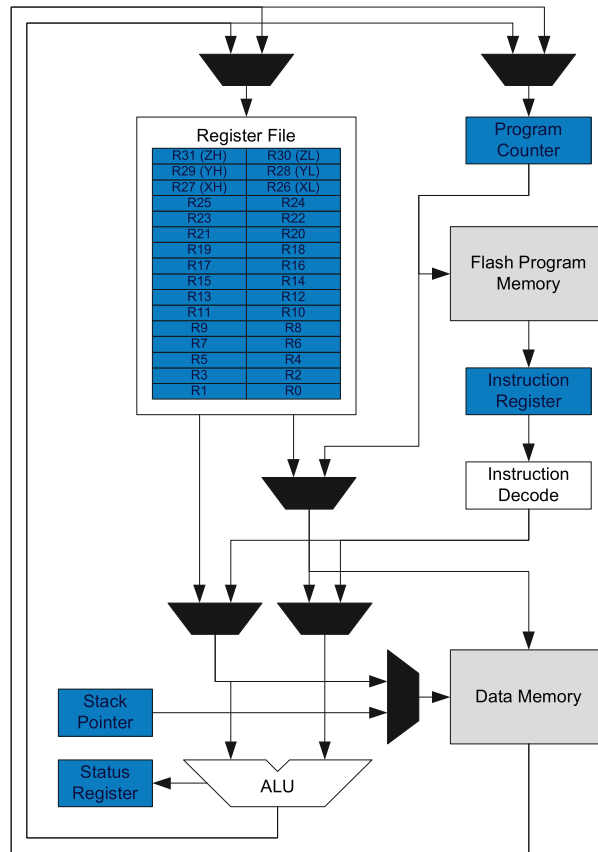 Register File
R31 (ZH) R30 (ZL)
R29 (YH) R28 (YL)
R27 (XH) R26 (XL)
R25 R24
R23 R22
R21 R20
R19 R18
R17 R16
R15 R14
R13 R12
R11 R10
R9 R8
R7 R6
R5 R4
R3 R2
R1 R0
Program
Counter
Flash Program
Memory
Instruction
Register
Instruction
Decode
Stack
Pointer
Data Memory
Status
Register
ALU